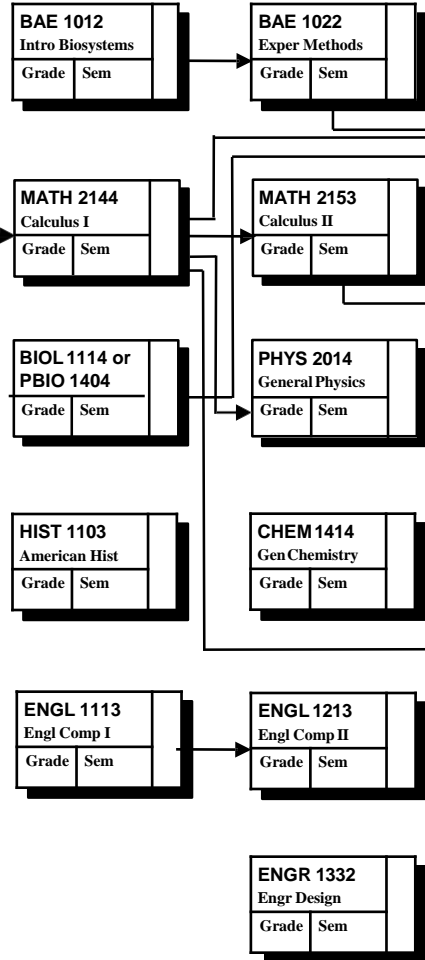 BAE 1012
Intro Biosystems
Grade Sem
BAE 1022
Exper Methods
Grade Sem
MATH 2144
Calculus I
Grade Sem
MATH 2153
Calculus II
Grade Sem
BIOL 1114 or
PBIO 1404
Grade Sem
PHYS 2014
General Physics
Grade Sem
HIST 1103
American Hist
Grade Sem
CHEM 1414
Gen Chemistry
Grade Sem
ENGL 1113
Engl Comp I
Grade Sem
ENGL 1213
Engl Comp II
Grade Sem
ENGR 1332
Engr Design
Grade Sem